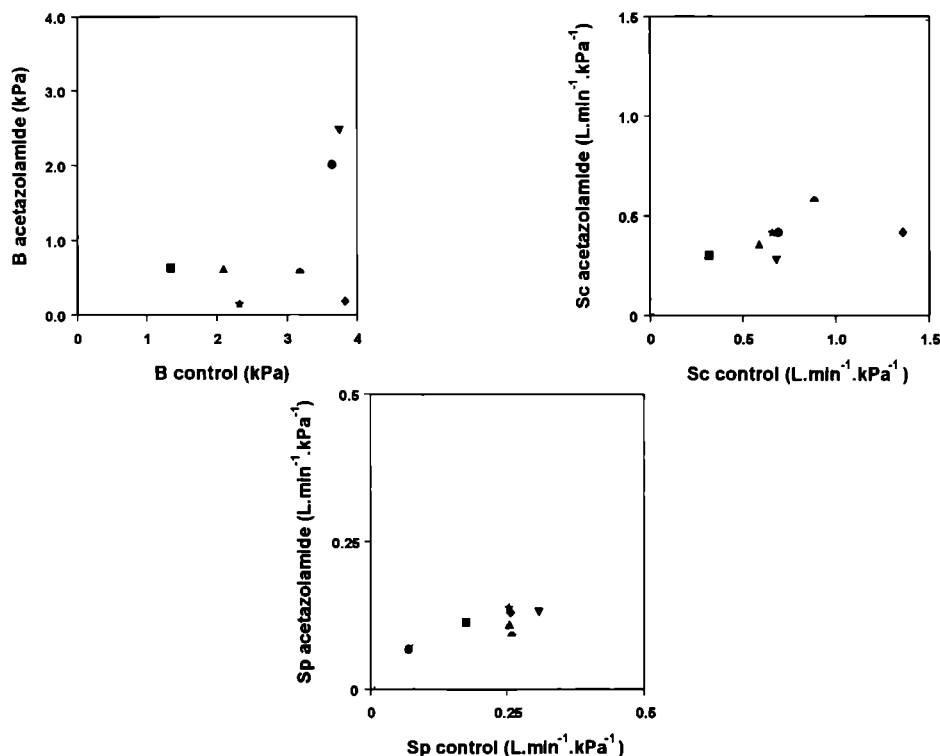 4.0
3.0
2.0
1.0
0.0
B acetazolamide (kPa)
0 1 2 3 4
B control (kPa)
1.5
1.0
0.5
0
Sc acetazolamide (L.min⁻¹.kPa⁻¹)
0 0.5 1.0 1.5
Sc control (L.min⁻¹.kPa⁻¹)
0.5
0.25
0
Sp acetazolamide (L.min⁻¹.kPa⁻¹)
0 0.25 0.5
Sp control (L.min⁻¹.kPa⁻¹)